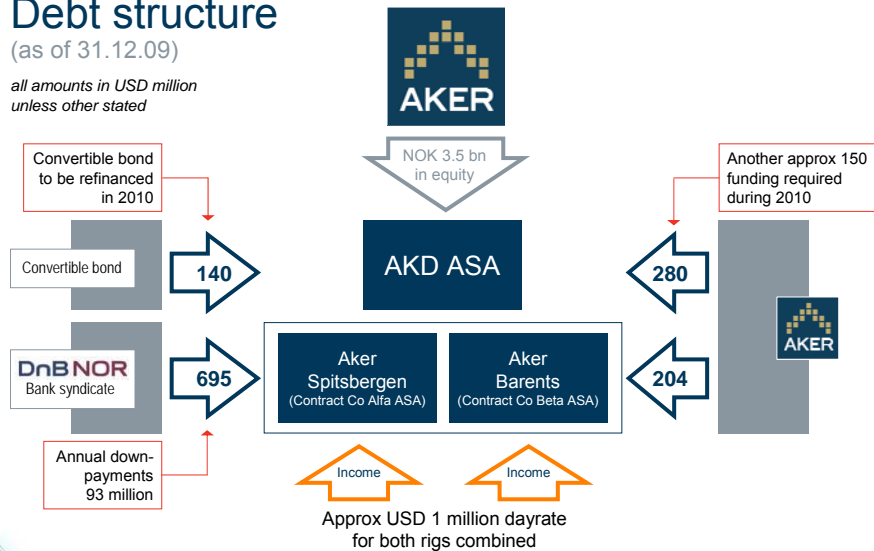 Debt structure
(as of 31.12.09)
all amounts in USD million
unless other stated
AKER
NOK 3.5 bn
in equity
Convertible bond
to be refinanced
in 2010
Another approx 150
funding required
during 2010
Convertible bond
140
AKD ASA
280
AKER
DnBNOR
Bank syndicate
695
Aker
Spitsbergen
(Contract Co Alfa ASA)
Aker
Barents
(Contract Co Beta ASA)
204
Annual down-
payments
93 million
Income
Income
Approx USD 1 million dayrate
for both rigs combined